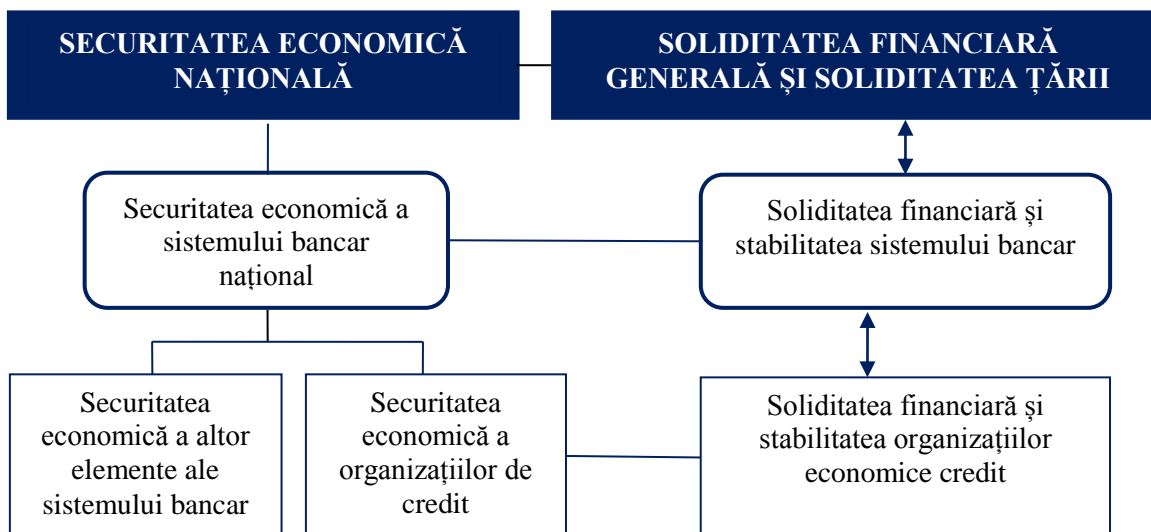 SECURITATEA ECONOMICĂ
NAȚIONALĂ
SOLIDITATEA FINANCIARĂ
GENERALĂ ȘI SOLIDITATEA ȚĂRII
Securitatea economică a
sistemului bancar
național
Soliditatea financiară și
stabilitatea sistemului bancar
Securitatea
economică a altor
elemente ale
sistemului bancar
Securitatea
economică a
organizațiilor de
credit
Soliditatea financiară și
stabilitatea organizațiilor
economice credit